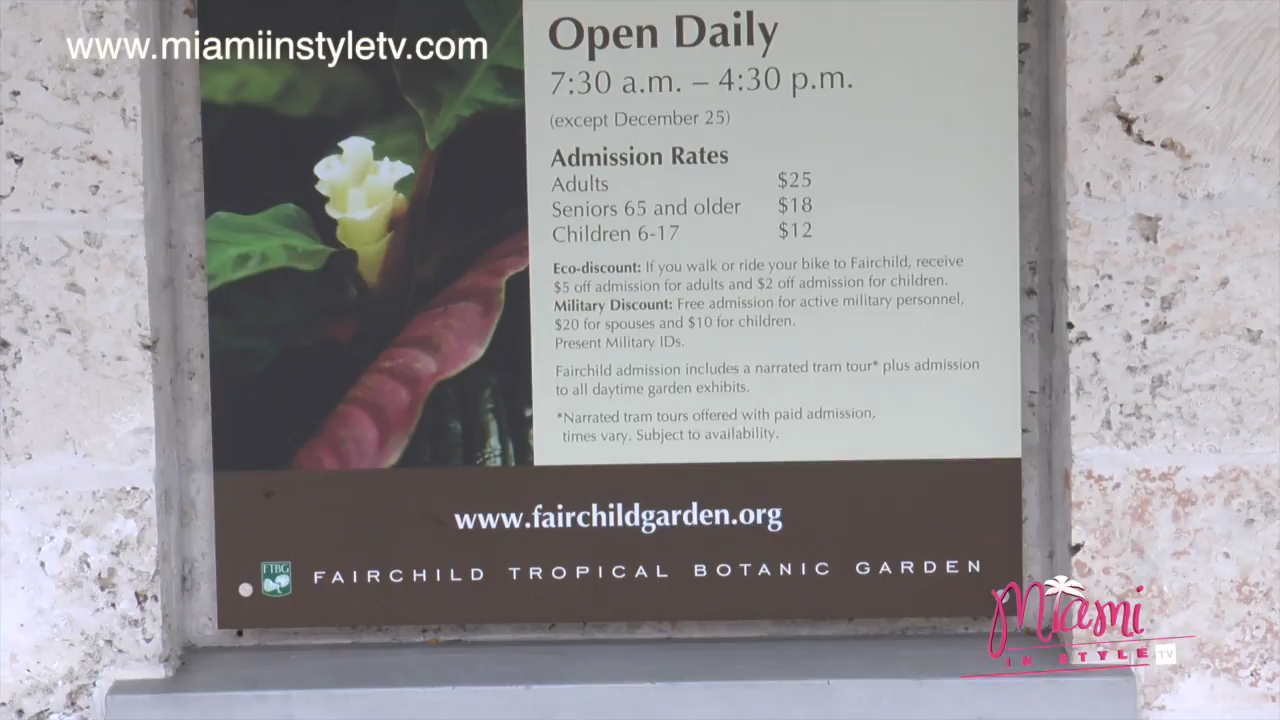 www.miamiinstyletv.com
Open Daily
7:30 a.m. – 4:30 p.m.
(except December 25)
Admission Rates
Adults $25
Seniors 65 and older $18
Children 6-17 $12
Eco-discount: If you walk or ride your bike to Fairchild, receive
$5 off admission for adults and $2 off admission for children.
Military Discount: Free admission for active military personnel,
$20 for spouses and $10 for children.
Present Military IDs.
Fairchild admission includes a narrated tram tour* plus admission
to all daytime garden exhibits.
*Narrated tram tours offered with paid admission,
times vary. Subject to availability.
www.fairchildgarden.org
FTBG
FAIRCHILD TROPICAL BOTANIC GARDEN
Miami
IN STYLE TV